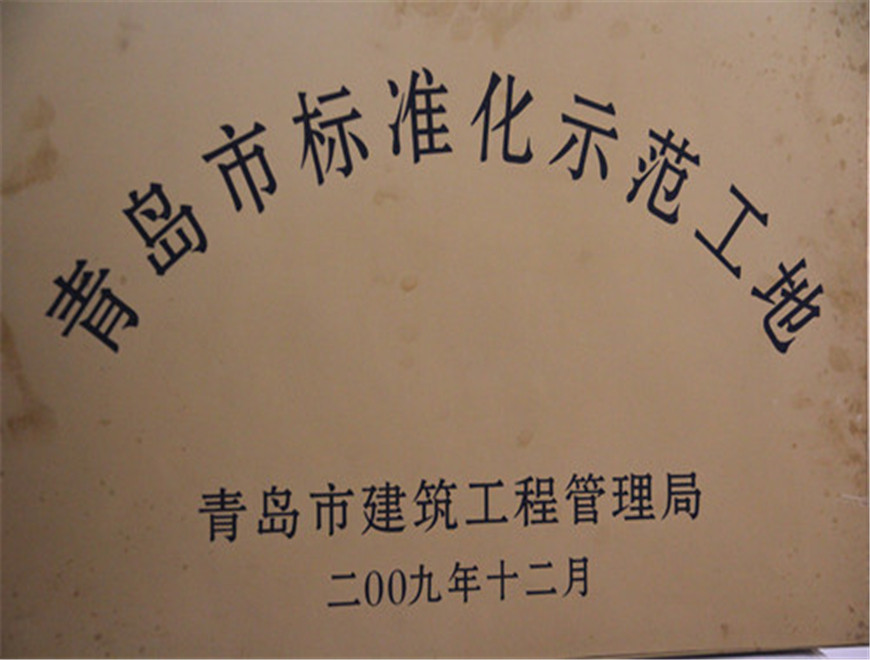 青岛市标准化示范工地
青岛市建筑工程管理局
二00九年十二月